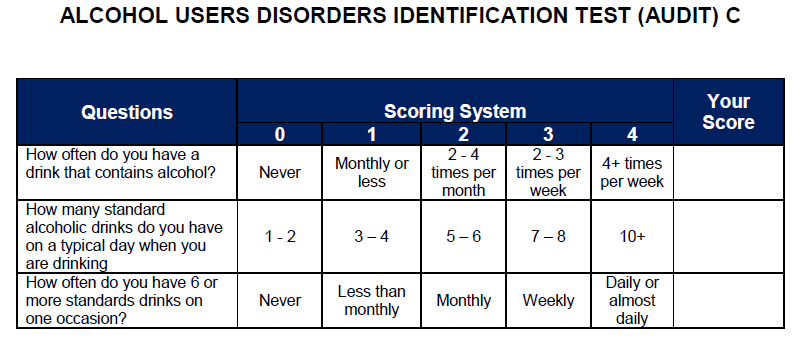 ALCOHOL USERS DISORDERS IDENTIFICATION TEST (AUDIT) C
Questions
Scoring System
Your
Score
0
1
2
3
4
How often do you have a
drink that contains alcohol?
Never
Monthly or
less
2 - 4
times per
month
2 - 3
times per
week
4+ times
per week
How many standard
alcoholic drinks do you have
on a typical day when you
are drinking
1 - 2
3 – 4
5 – 6
7 – 8
10+
How often do you have 6 or
more standards drinks on
one occasion?
Never
Less than
monthly
Monthly
Weekly
Daily or
almost
daily